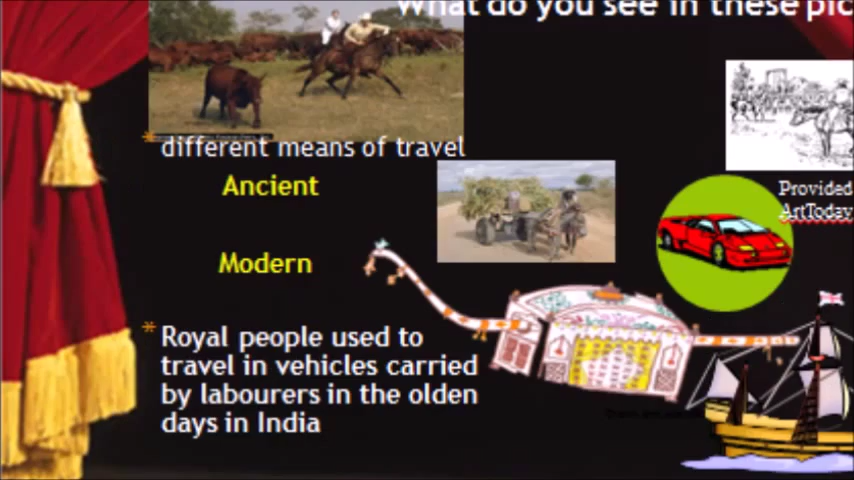 What do you see in these pic
different means of travel
Ancient
Modern
Provided
ArtToday
Royal people used to
travel in vehicles carried
by labourers in the olden
days in India